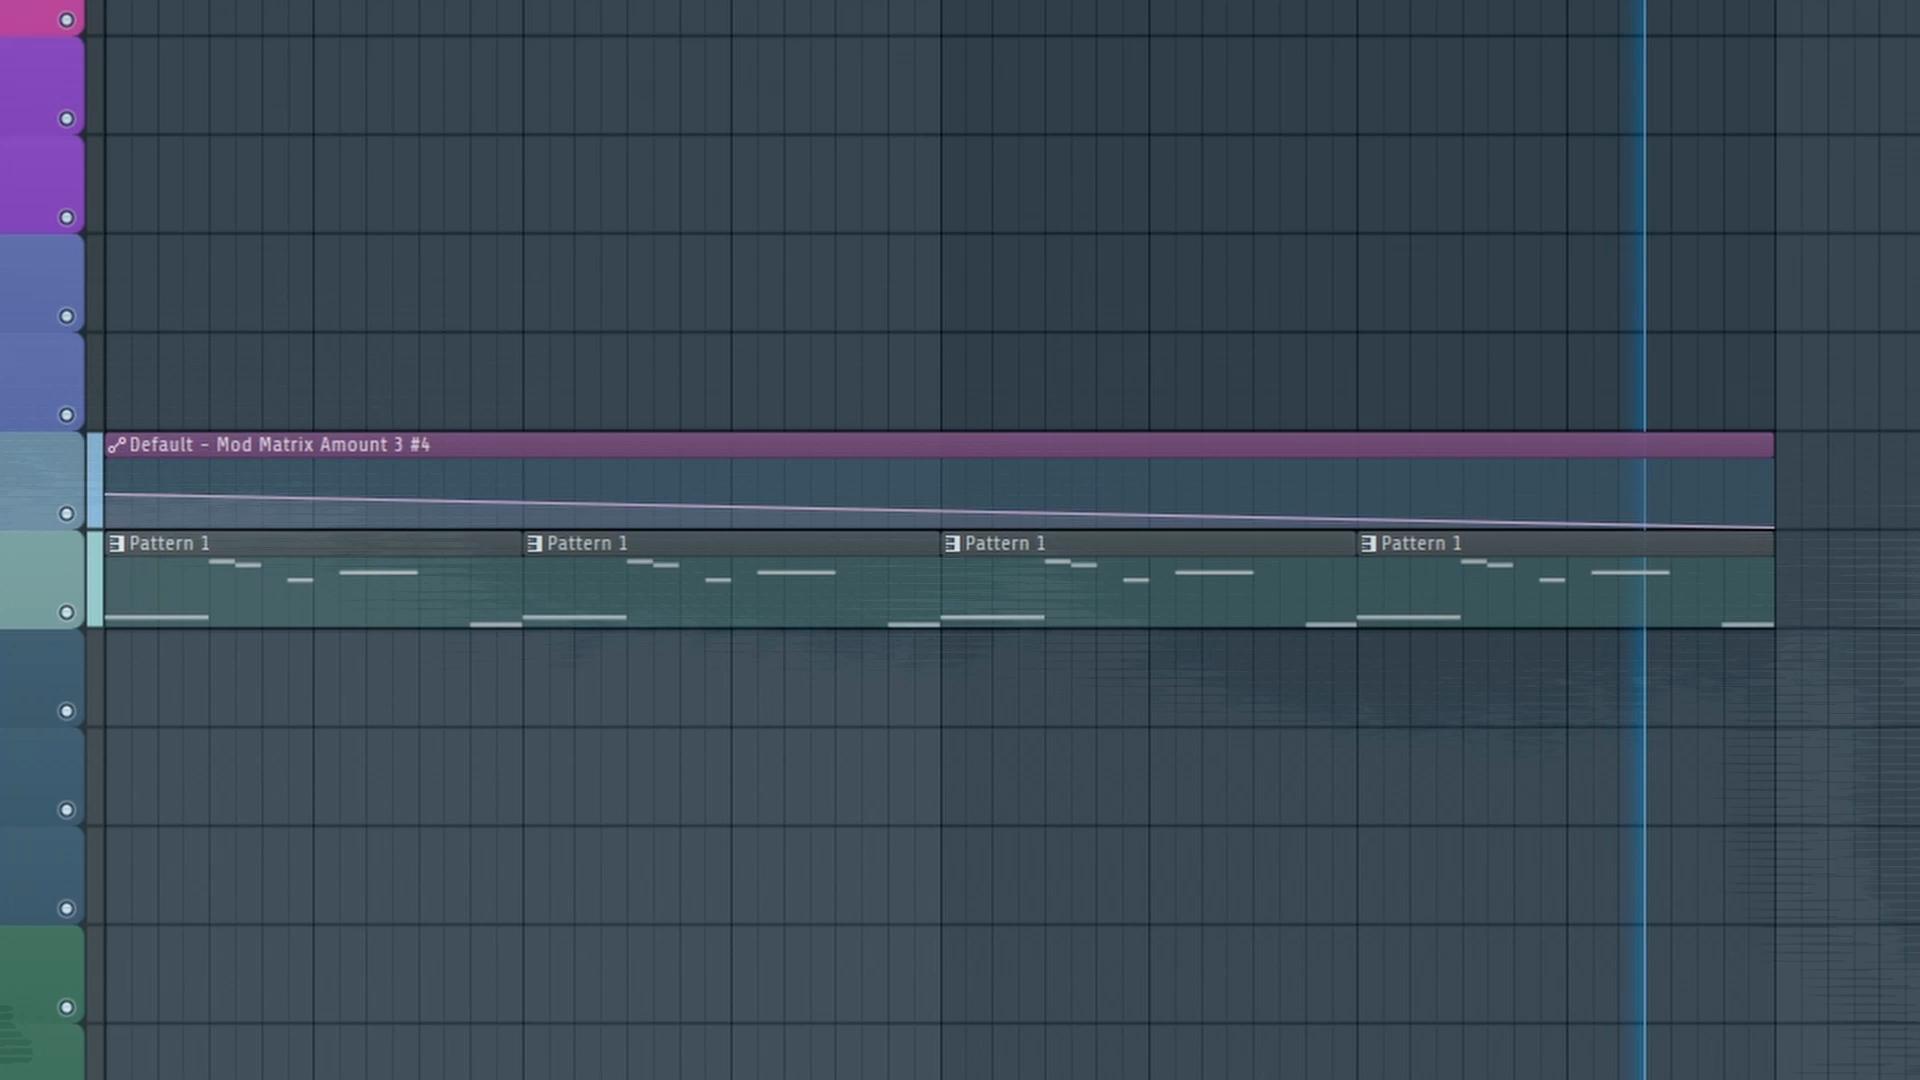 Default - Mod Matrix Amount 3 #4
Pattern 1 Pattern 1 Pattern 1 Pattern 1